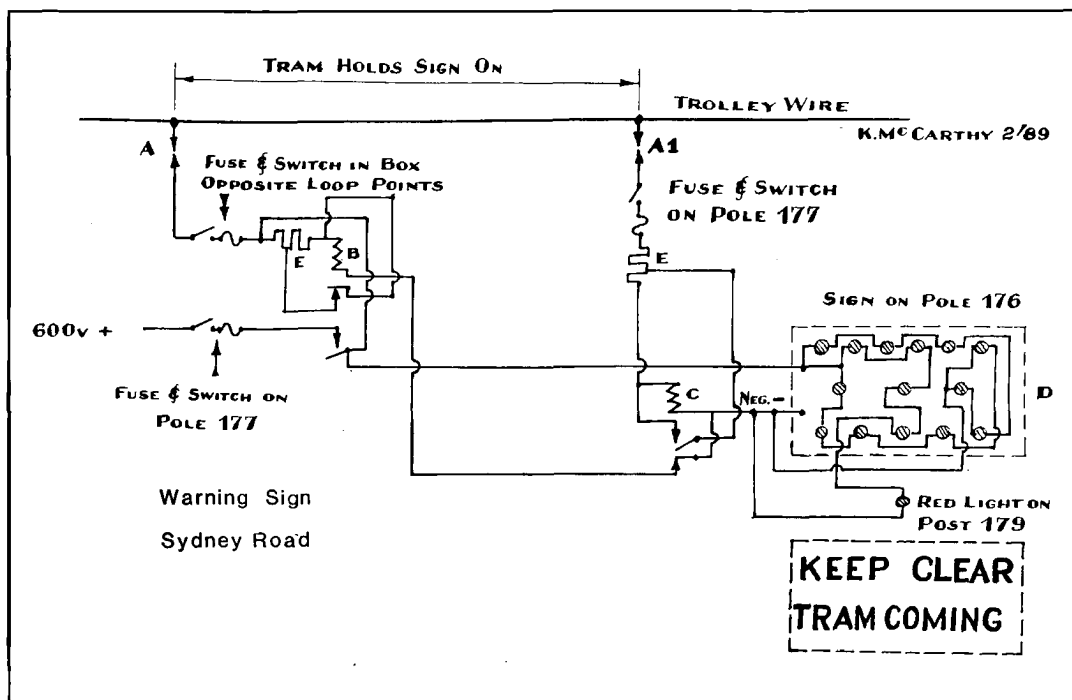 TRAM HOLDS SIGN ON
TROLLEY WIRE
K. McCARTHY 2/89
A
A1
FUSE & SWITCH IN BOX
OPPOSITE LOOP POINTS
FUSE & SWITCH
ON POLE 177
E
B
E
SIGN ON POLE 176
600V +
FUSE & SWITCH ON
POLE 177
C
NEG. -
D
Warning Sign
Sydney Road
RED LIGHT ON
POST 179
KEEP CLEAR
TRAM COMING